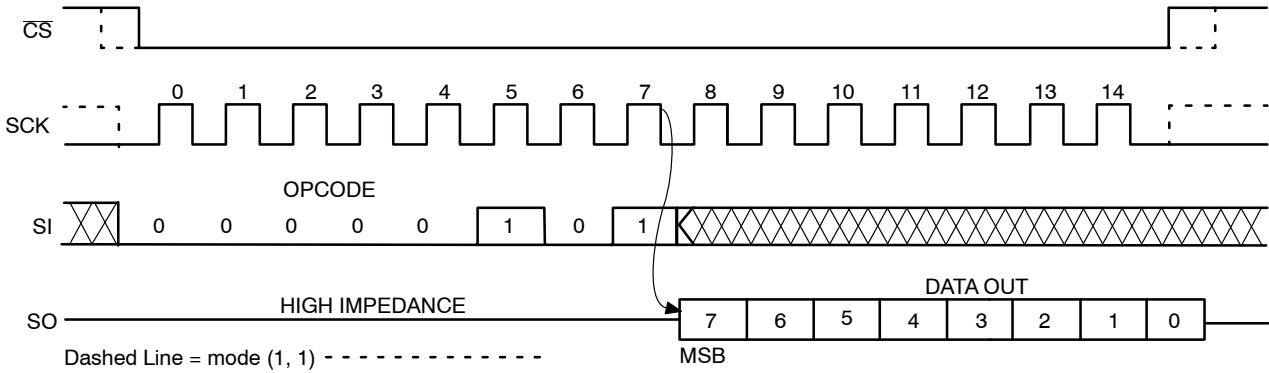 CS
0 1 2 3 4 5 6 7 8 9 10 11 12 13 14
SCK
OPCODE
SI 0 0 0 0 0 1 0 1
DATA OUT
HIGH IMPEDANCE
SO 7 6 5 4 3 2 1 0
Dashed Line = mode (1, 1)
MSB